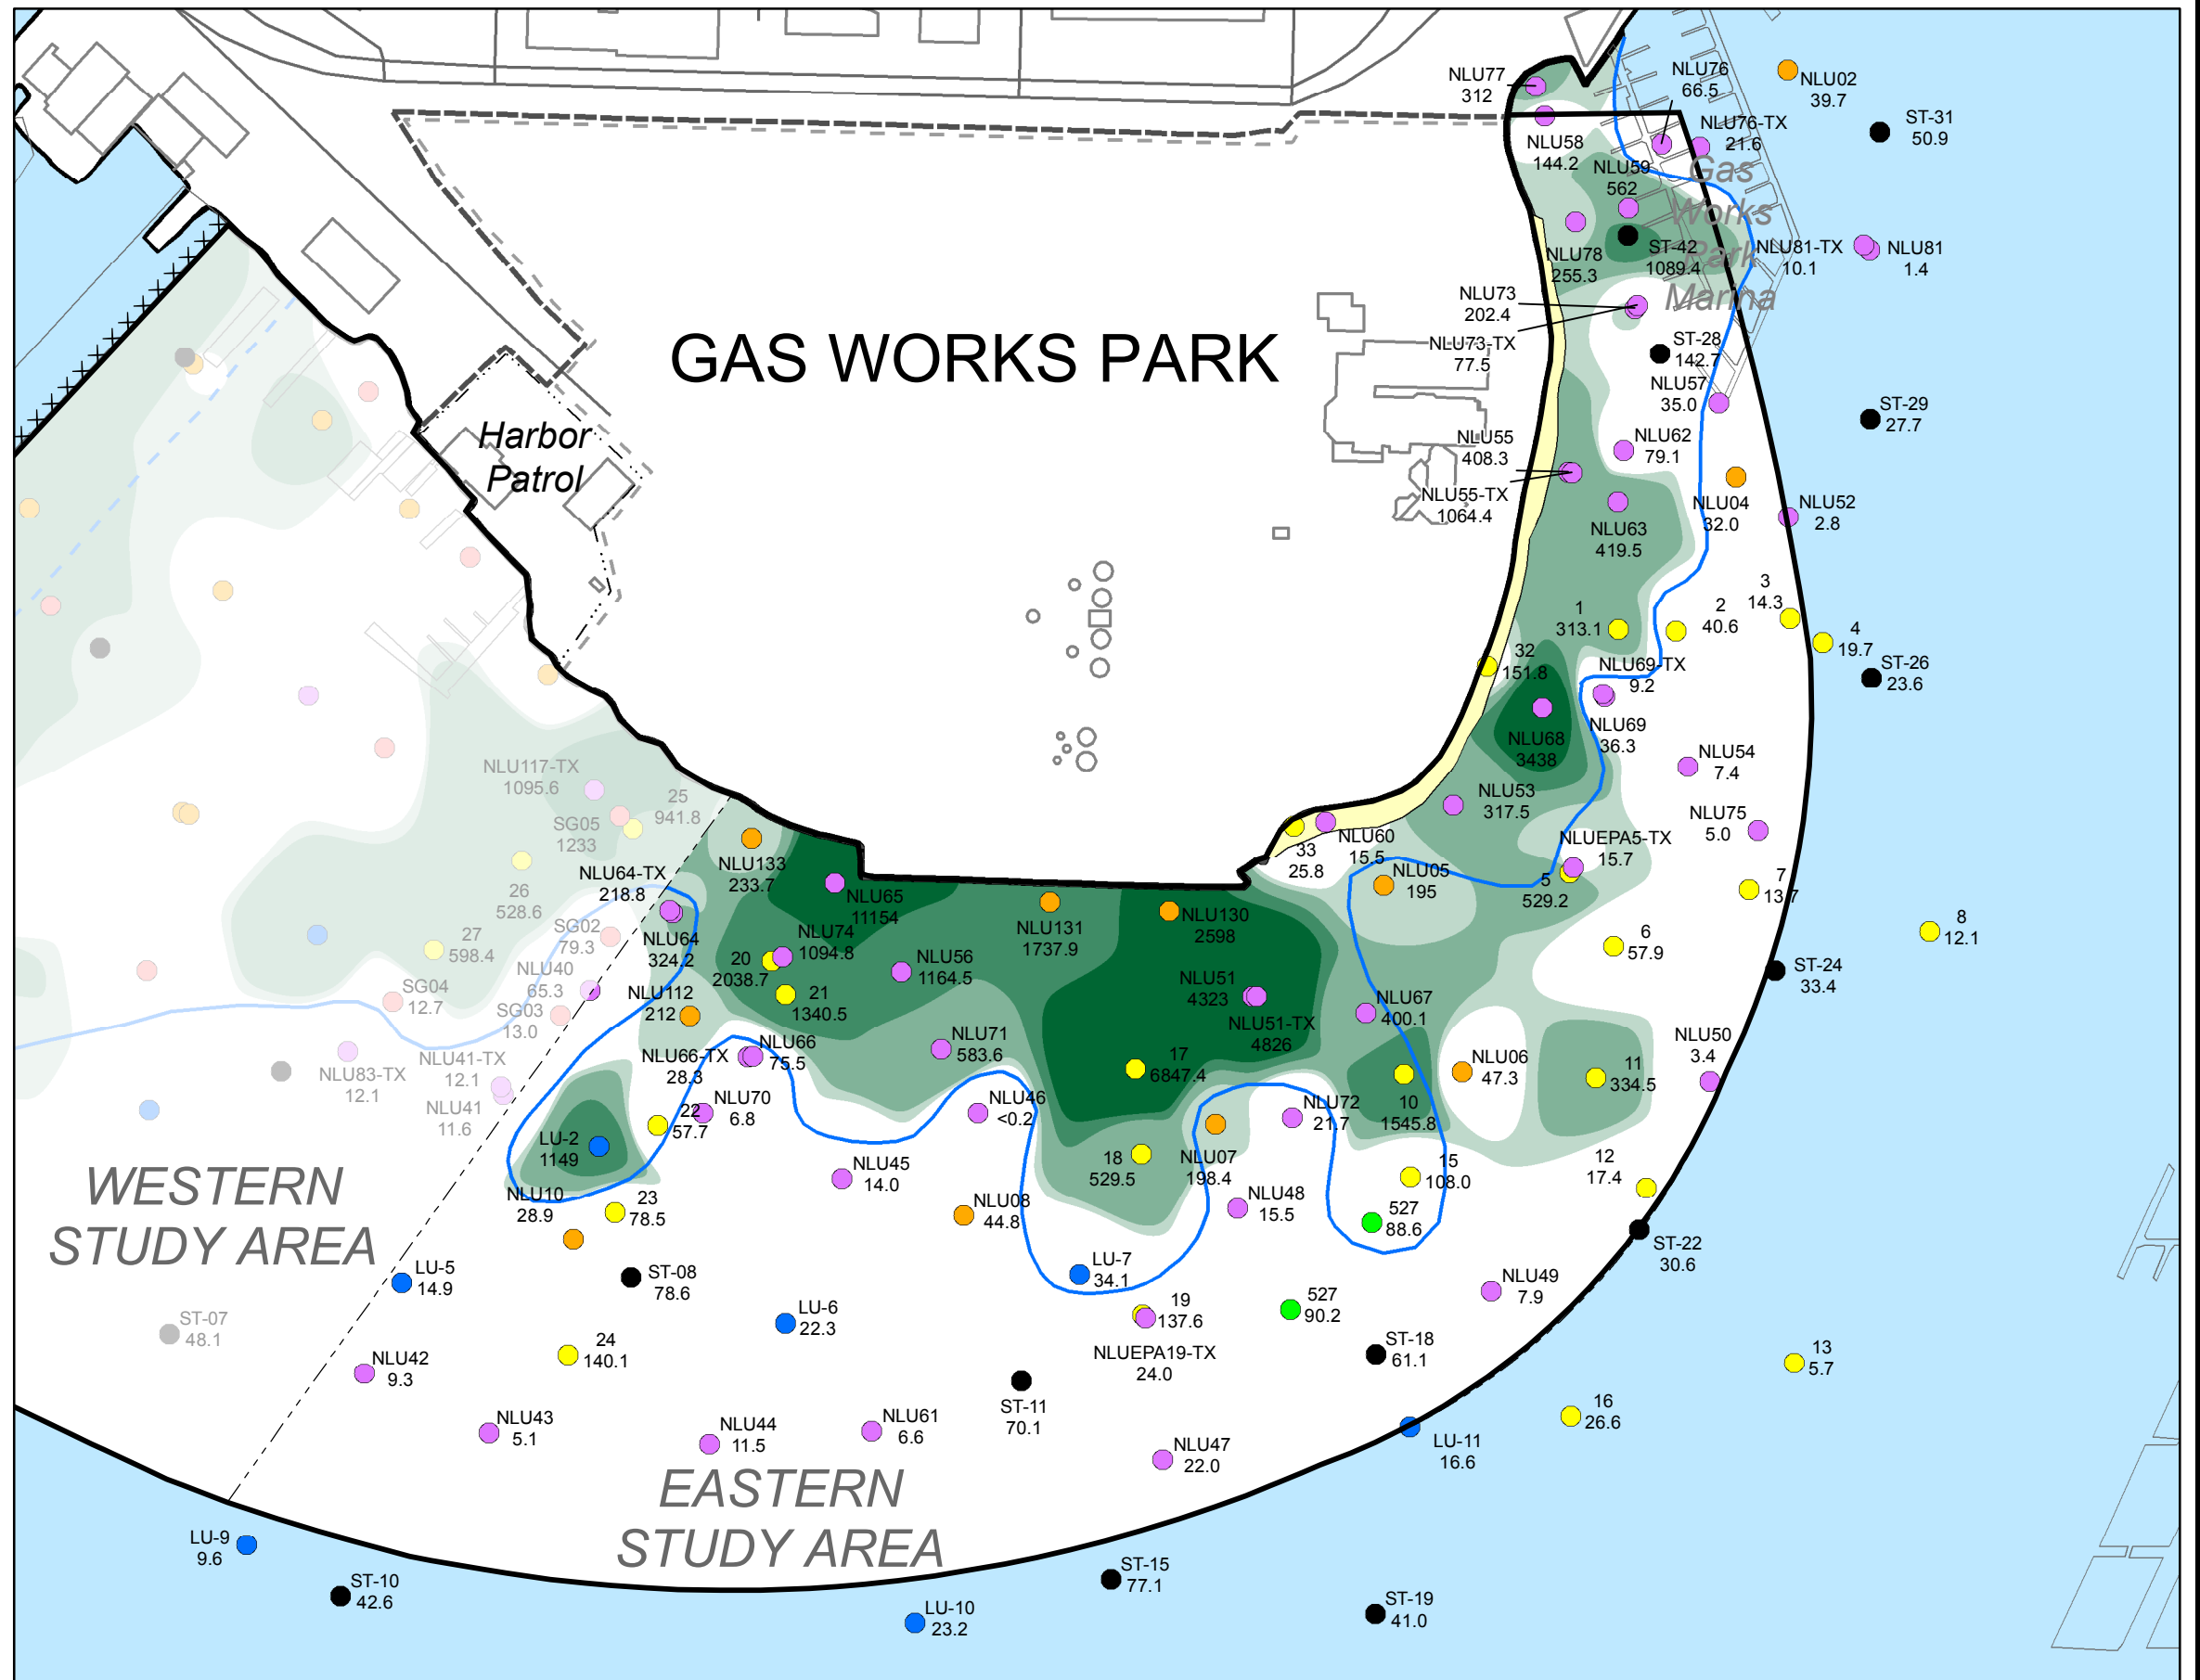 NLU77
312
NLU76
66.5
NLU02
39.7
ST-31
50.9
NLU76-TX
21.6
NLU58
144.2
NLU59
562
Gas
Works
Park
Marina
NLU78
255.3
ST-42
1089.4
NLU81-TX
10.1
NLU81
1.4
NLU73
202.4
NLU73-TX
77.5
ST-28
142.7
NLU57
35.0
GAS WORKS PARK
ST-29
27.7
Harbor
Patrol
NLU55
408.3
NLU62
79.1
NLU55-TX
1064.4
NLU63
419.5
NLU04
32.0
NLU52
2.8
1
313.1
2
40.6
3
14.3
4
19.7
32
151.8
NLU69-TX
9.2
ST-26
23.6
NLU68
3438
NLU69
36.3
NLU54
7.4
NLU117-TX
1095.6
25
941.8
SG05
1233
NLU53
317.5
NLU75
5.0
NLU60
15.5
33
25.8
NLUEPA5-TX
15.7
NLU133
233.7
NLU64-TX
218.8
26
528.6
NLU65
11154
NLU05
195
5
529.2
7
13.7
NLU131
1737.9
NLU130
2598
8
12.1
27
598.4
SG02
79.3
NLU64
324.2
NLU74
1094.8
20
2038.7
NLU56
1164.5
6
57.9
NLU40
65.3
SG04
12.7
SG03
13.0
NLU112
212
21
1340.5
NLU51
4323
NLU51-TX
4826
NLU67
400.1
ST-24
33.4
NLU83-TX
12.1
NLU41-TX
12.1
NLU41
11.6
NLU66-TX
28.3
NLU66
75.5
NLU71
583.6
17
6847.4
NLU06
47.3
11
334.5
NLU50
3.4
NLU70
6.8
22
57.7
NLU46
<0.2
NLU72
21.7
10
1545.8
LU-2
1149
WESTERN
STUDY AREA
NLU45
14.0
18
529.5
NLU07
198.4
15
108.0
12
17.4
NLU10
28.9
23
78.5
NLU08
44.8
NLU48
15.5
527
88.6
ST-22
30.6
LU-5
14.9
ST-08
78.6
LU-7
34.1
NLU49
7.9
LU-6
22.3
19
137.6
NLUEPA19-TX
24.0
527
90.2
ST-07
48.1
24
140.1
ST-18
61.1
13
5.7
NLU42
9.3
ST-11
70.1
16
26.6
NLU43
5.1
NLU44
11.5
NLU61
6.6
NLU47
22.0
LU-11
16.6
EASTERN
STUDY AREA
LU-9
9.6
ST-10
42.6
ST-15
77.1
LU-10
23.2
ST-19
41.0